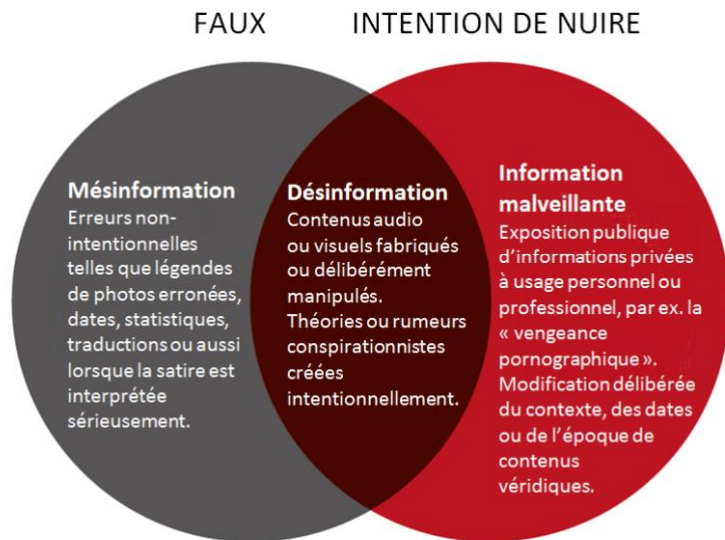 FAUX
INTENTION DE NUIRE
Mésinformation
Erreurs non-
intentionnelles
telles que légendes
de photos erronées,
dates, statistiques,
traductions ou aussi
lorsque la satire est
interprétée
sérieusement.
Désinformation
Contenus audio
ou visuels fabriqués
ou délibérément
manipulés.
Théories ou rumeurs
conspirationnistes
créées
intentionnellement.
Information
malveillante
Exposition publique
d’informations privées
à usage personnel ou
professionnel, par ex. la
« vengeance
pornographique ».
Modification délibérée
du contexte, des dates
ou de l’époque de
contenus
véridiques.